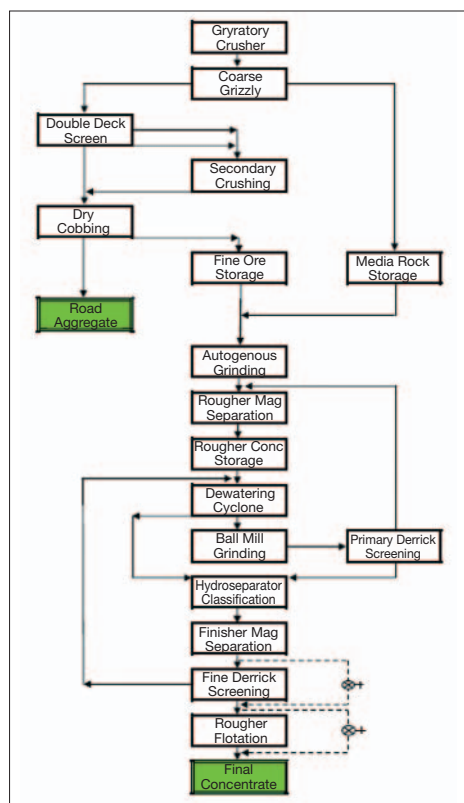 Gryratory
Crusher
Coarse
Grizzly
Double Deck
Screen
Secondary
Crushing
Dry
Cobbing
Fine Ore
Storage
Media Rock
Storage
Road
Aggregate
Autogenous
Grinding
Rougher Mag
Separation
Rougher Conc
Storage
Dewatering
Cyclone
Ball Mill
Grinding
Primary Derrick
Screening
Hydroseparator
Classification
Finisher Mag
Separation
Fine Derrick
Screening
+
Rougher
Flotation
+
Final
Concentrate